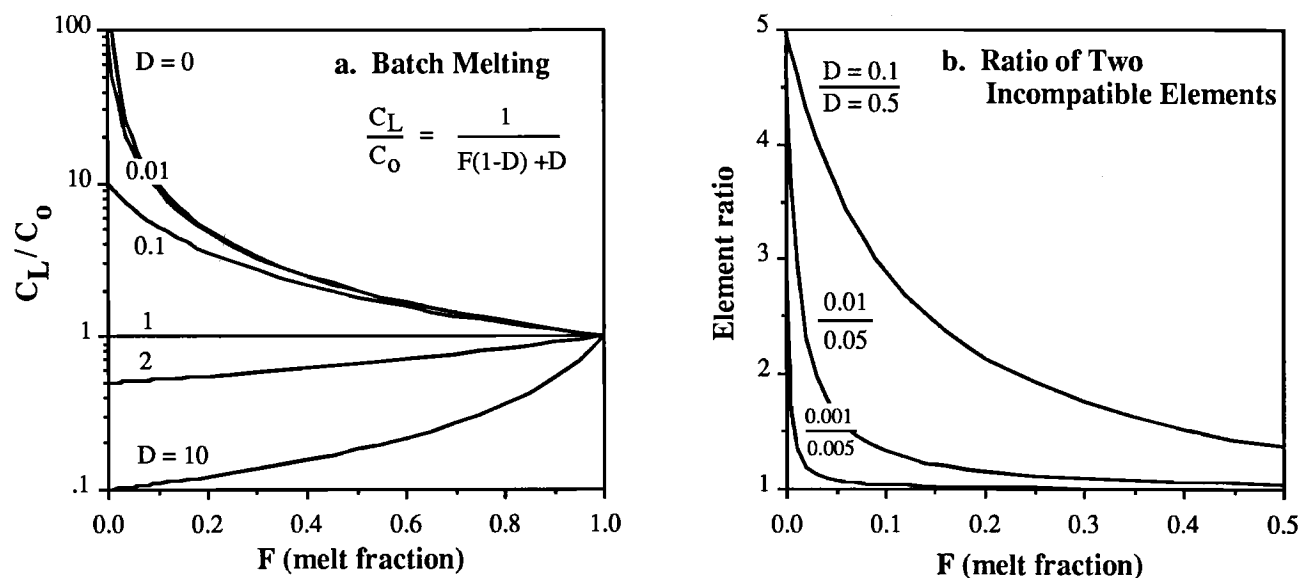 a. Batch Melting
C_L / C_o = 1 / F(1-D) +D
D = 0
0.01
0.1
1
2
D = 10
C_L / C_o
100
10
1
.1
0.0 0.2 0.4 0.6 0.8 1.0
F (melt fraction)
b. Ratio of Two
Incompatible Elements
D = 0.1
D = 0.5
0.01
0.05
0.001
0.005
Element ratio
5
4
3
2
1
0.0 0.1 0.2 0.3 0.4 0.5
F (melt fraction)